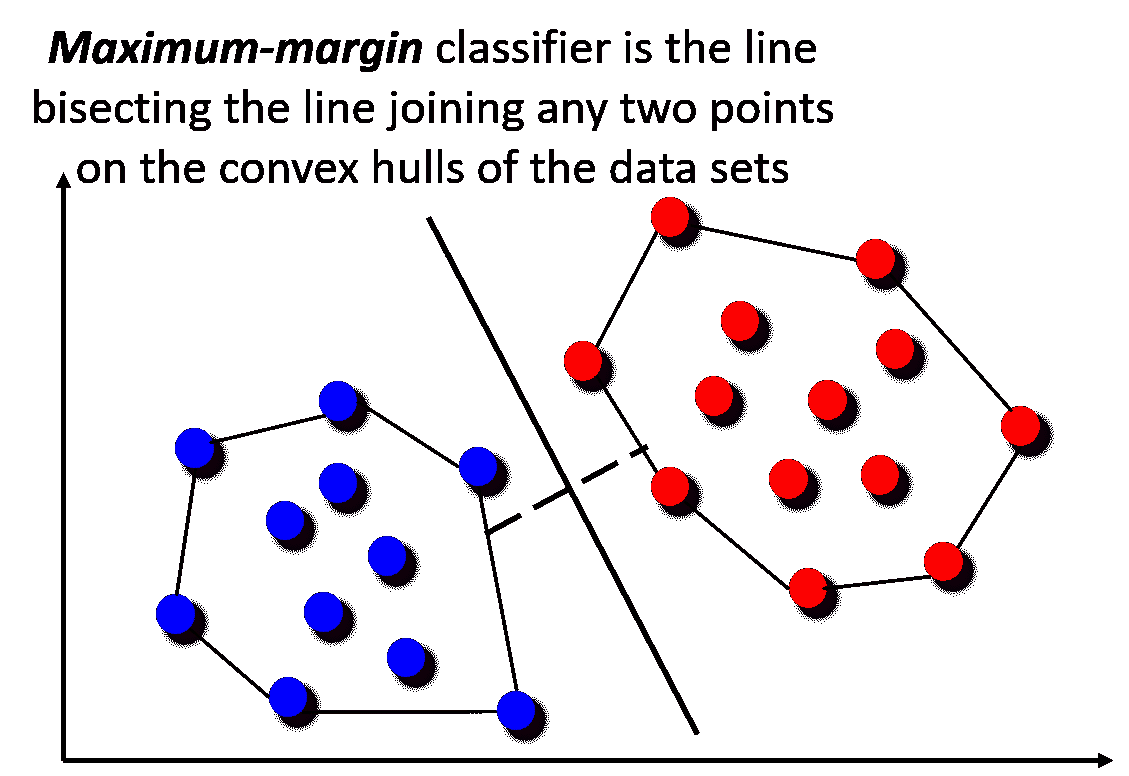 Maximum-margin classifier is the line
bisecting the line joining any two points
on the convex hulls of the data sets